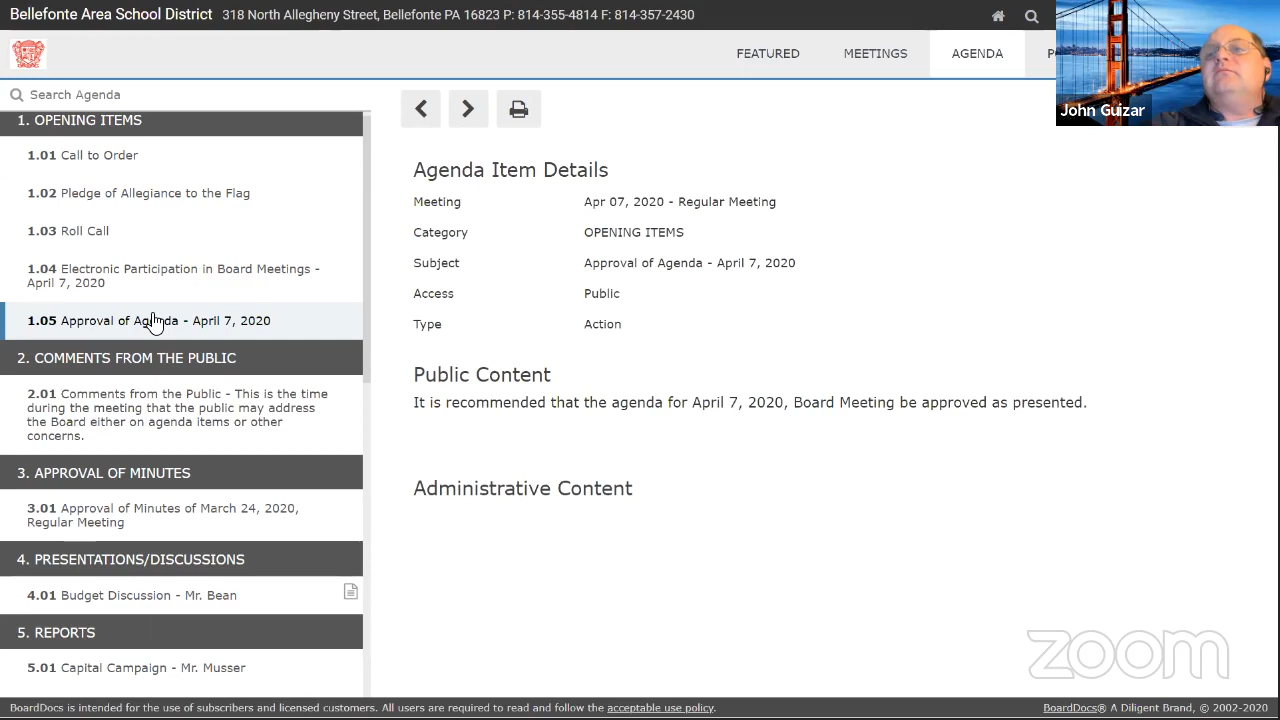 Bellefonte Area School District 318 North Allegheny Street, Bellefonte PA 16823 P: 814-355-4814 F: 814-357-2430
FEATURED MEETINGS AGENDA P
John Guizar
Search Agenda
1. OPENING ITEMS
1.01 Call to Order
1.02 Pledge of Allegiance to the Flag
1.03 Roll Call
1.04 Electronic Participation in Board Meetings -
April 7, 2020
1.05 Approval of Agenda - April 7, 2020
2. COMMENTS FROM THE PUBLIC
2.01 Comments from the Public - This is the time
during the meeting that the public may address
the Board either on agenda items or other
concerns.
3. APPROVAL OF MINUTES
3.01 Approval of Minutes of March 24, 2020,
Regular Meeting
4. PRESENTATIONS/DISCUSSIONS
4.01 Budget Discussion - Mr. Bean
5. REPORTS
5.01 Capital Campaign - Mr. Musser
Agenda Item Details
Meeting Apr 07, 2020 - Regular Meeting
Category OPENING ITEMS
Subject Approval of Agenda - April 7, 2020
Access Public
Type Action
Public Content
It is recommended that the agenda for April 7, 2020, Board Meeting be approved as presented.
Administrative Content
zoom
BoardDocs is intended for the use of subscribers and licensed customers. All users are required to read and follow the acceptable use policy.
BoardDocs® A Diligent Brand, © 2002-2020